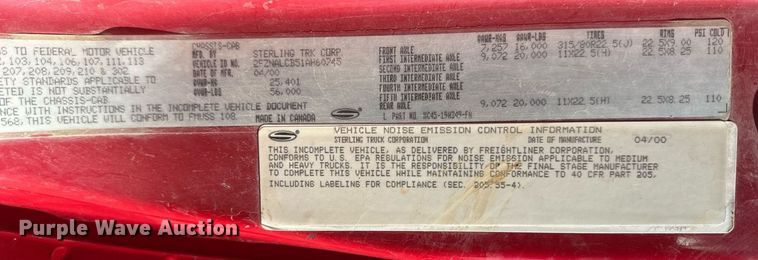 GAWR-KG GAWR-LBS TIRES RIMS PSI COLD
FRONT AXLE 7,257 16,000 315/80R22.5(J) 22.5X9.00 120
FIRST INTERMEDIATE AXLE 9,072 20,000 11X22.5(H) 22.5X8.25 110
SECOND INTERMEDIATE AXLE
THIRD INTERMEDIATE AXLE
FOURTH INTERMEDIATE AXLE
FIFTH INTERMEDIATE AXLE
REAR AXLE 9,072 20,000 11X22.5(H) 22.5X8.25 110
CHASSIS-CAB
MANUFACTURED BY STERLING TRK CORP.
VEHICLE ID NO. 2FZNALCB51AH60745
DATE OF MFR 04/00
GVWR-KG 25,401
GVWR-LBS 56,000
MADE IN CANADA
TO FEDERAL MOTOR VEHICLE
103, 104, 106, 107, 111, 113
207, 208, 209, 210 & 302
STANDARDS APPLICABLE
IS NOT SUBSTANTIALLY
OF THE CHASSIS-CAB.
WITH INSTRUCTIONS IN THE INCOMPLETE VEHICLE DOCUMENT
568, THIS VEHICLE WILL CONFORM TO FMVSS 108.
PART NO.
VEHICLE NOISE EMISSION CONTROL INFORMATION
STERLING TRUCK CORPORATION DATE OF MANUFACTURE 04/00
THIS INCOMPLETE VEHICLE, AS DELIVERED BY FREIGHTLINER CORPORATION,
CONFORMS TO U.S. EPA REGULATIONS FOR NOISE EMISSION APPLICABLE TO MEDIUM
AND HEAVY TRUCKS. IT IS THE RESPONSIBILITY OF THE FINAL STAGE MANUFACTURER
TO COMPLETE THIS VEHICLE WHILE MAINTAINING CONFORMANCE TO 40 CFR PART 205,
INCLUDING LABELING FOR COMPLIANCE (SEC. 205.55-4).
Purple Wave Auction